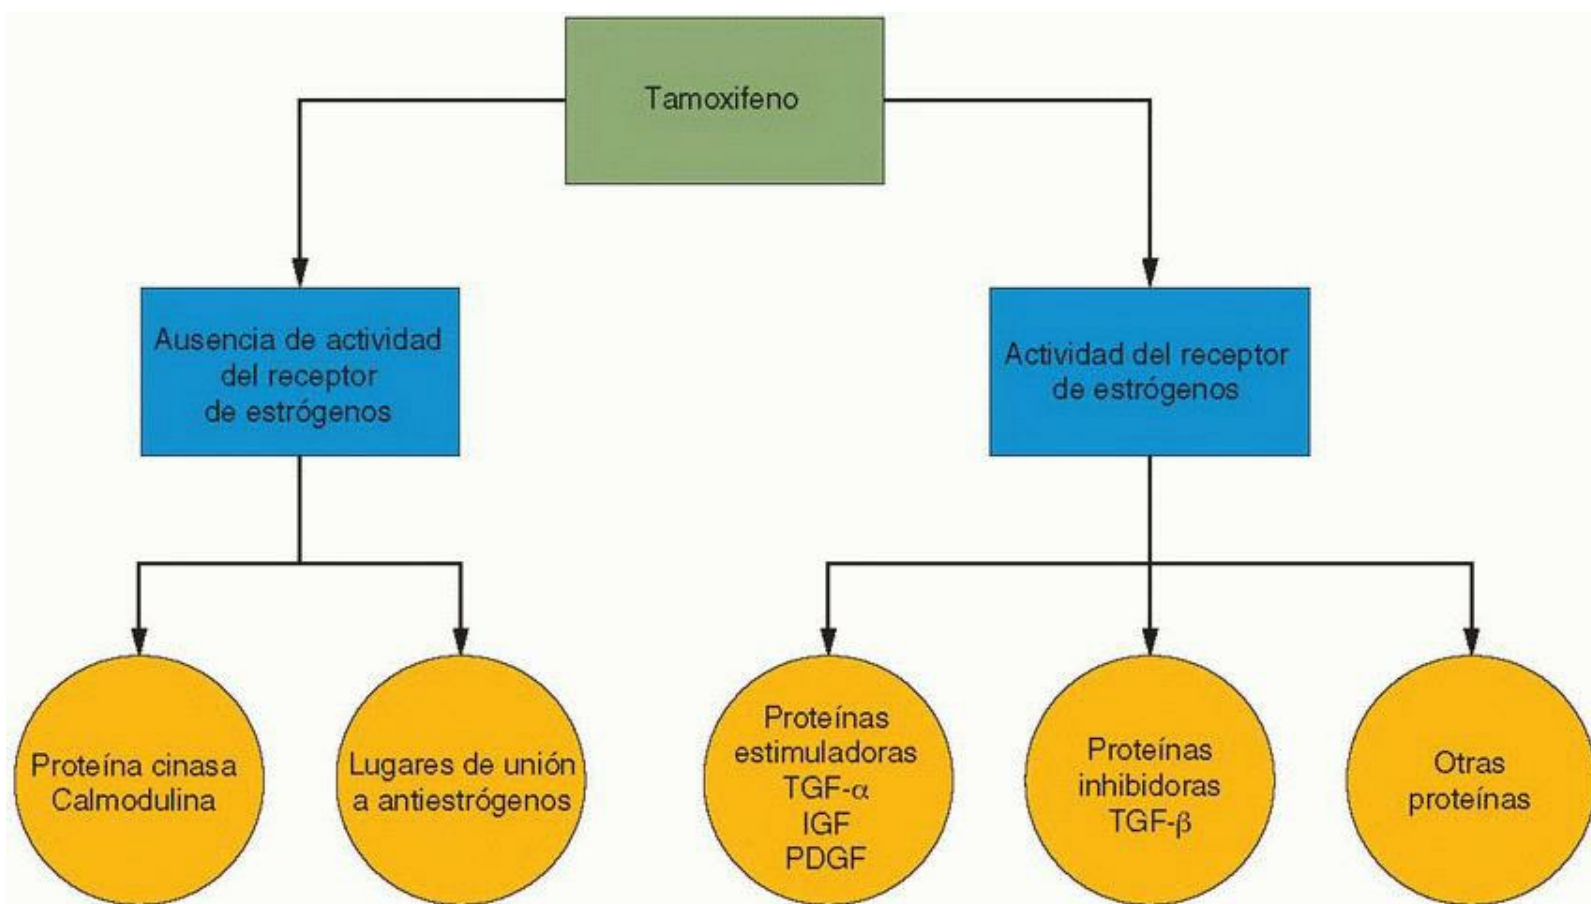 Tamoxifeno
Ausencia de actividad
del receptor
de estrógenos
Actividad del receptor
de estrógenos
Proteína cinasa
Calmodulina
Lugares de unión
a antiestrógenos
Proteínas
estimuladoras
TGF-α
IGF
PDGF
Proteínas
inhibidoras
TGF-β
Otras
proteínas